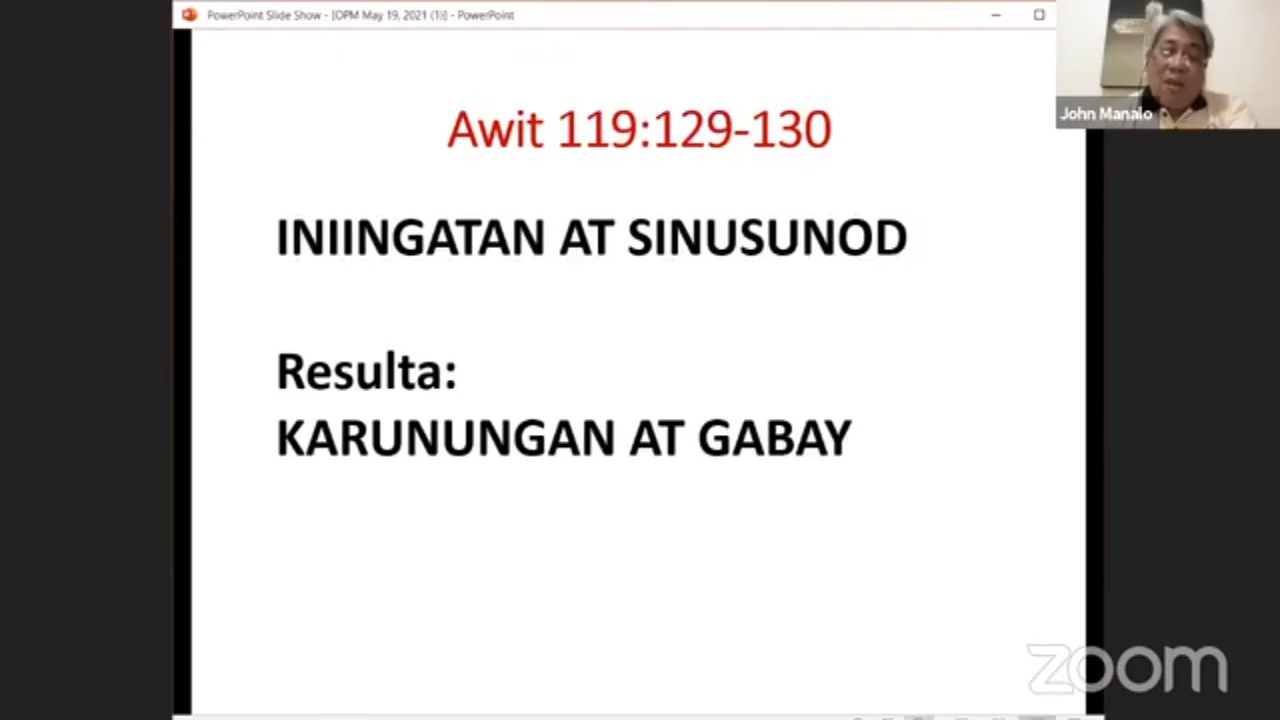 PowerPoint Slide Show - [OPM May 19, 2021 (1)] - PowerPoint
John Manalo
Awit 119:129-130
INIINGATAN AT SINUSUNOD
Resulta:
KARUNUNGAN AT GABAY
zoom